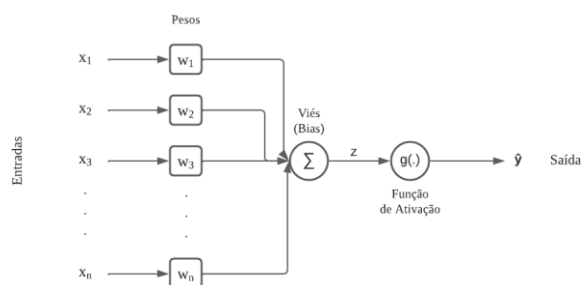 Pesos
x1
w1
x2
w2
Viés
(Bias)
Entradas
x3
w3
Σ
z
g(.)
ŷ
Saída
. .
. .
. .
Função
de Ativação
xn
wn